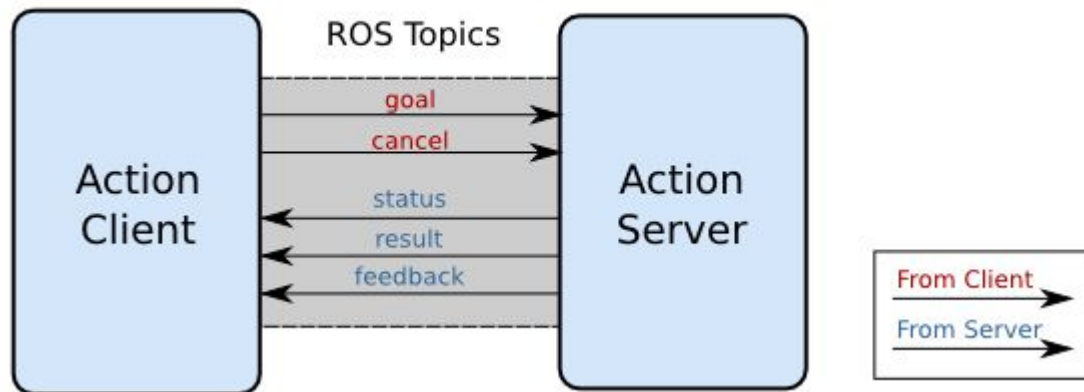 ROS Topics
goal
cancel
Action
Client
status
result
feedback
Action
Server
From Client
From Server